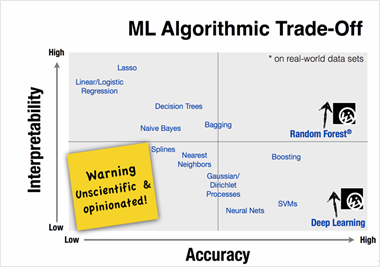 ML Algorithmic Trade-Off
High
* on real-world data sets
Lasso
Linear/Logistic
Regression
Decision Trees
Naive Bayes
Bagging
Random Forest®
Interpretability
Splines
Nearest
Neighbors
Boosting
Warning
Unscientific &
opinionated!
Gaussian/
Dirichlet
Processes
Neural Nets
SVMs
Deep Learning
Low
Low
High
Accuracy